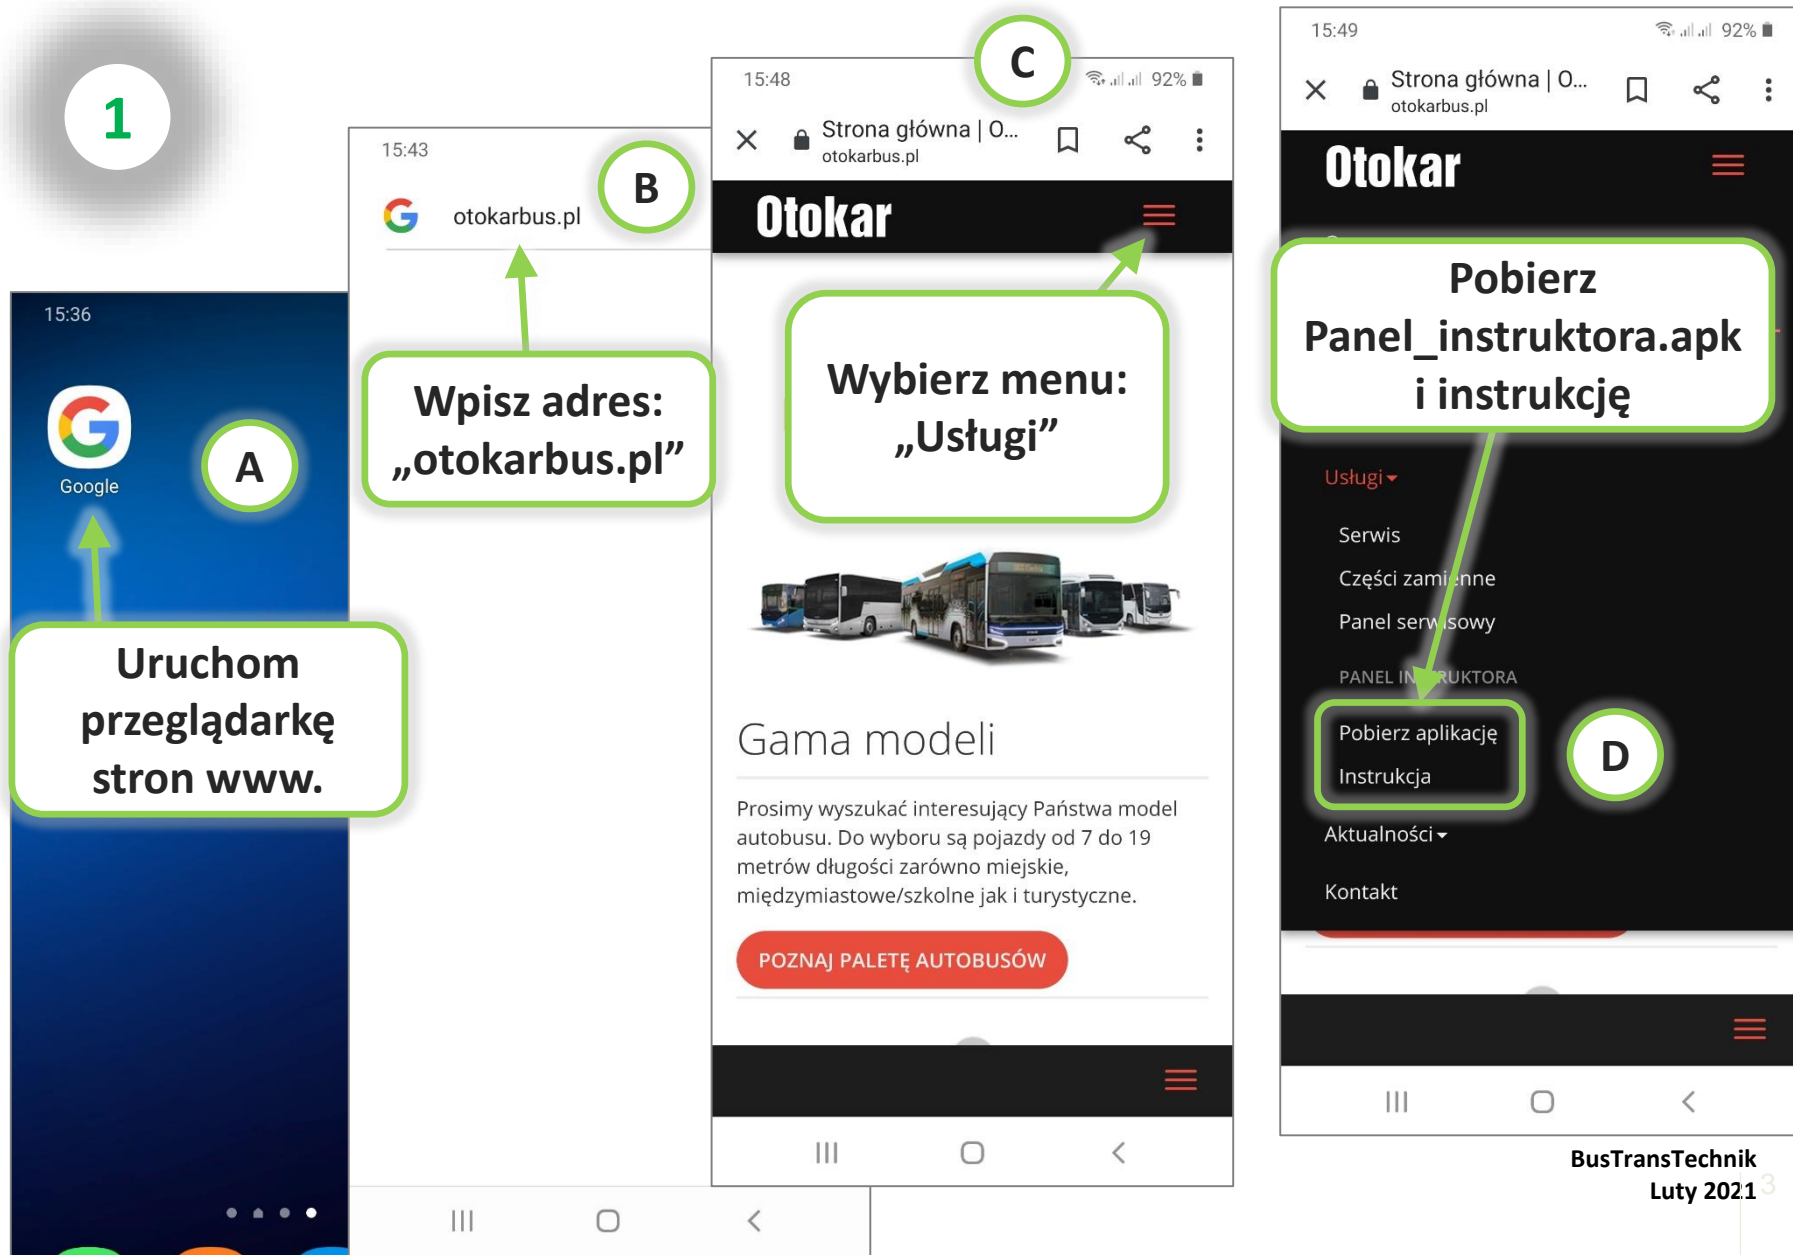 1
15:36
Google
A
Uruchom
przeglądarkę
stron www.
15:43
otokarbus.pl
B
Wpisz adres:
„otokarbus.pl”
C
15:48
92%
Strona główna | O...
otokarbus.pl
Otokar
Wybierz menu:
„Usługi”
Gama modeli
Prosimy wyszukać interesujący Państwa model
autobusu. Do wyboru są pojazdy od 7 do 19
metrów długości zarówno miejskie,
międzymiastowe/szkolne jak i turystyczne.
POZNAJ PALETĘ AUTOBUSÓW
15:49
92%
Strona główna | O...
otokarbus.pl
Otokar
Pobierz
Panel_instruktora.apk
i instrukcję
Usługi
Serwis
Części zamienne
Panel serwisowy
PANEL INSTRUKTORA
Pobierz aplikację
Instrukcja
D
Aktualności
Kontakt
BusTransTechnik
Luty 2021
3